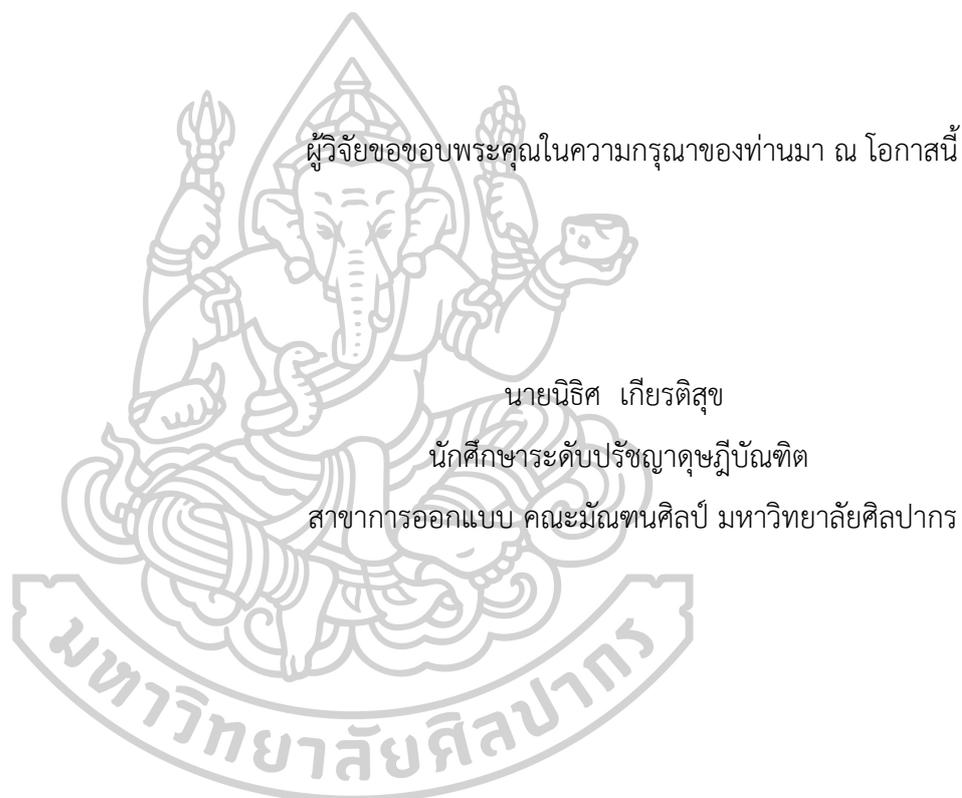 ผู้วิจัยขอขอบพระคุณในความกรุณาของท่านมา ณ โอกาสนี้
นายนิธิศ เกียรติสุข
นักศึกษาระดับปรัชญาดุษฎีบัณฑิต
สาขาการออกแบบ คณะมัณฑนศิลป์ มหาวิทยาลัยศิลปากร
มหาวิทยาลัยศิลปากร